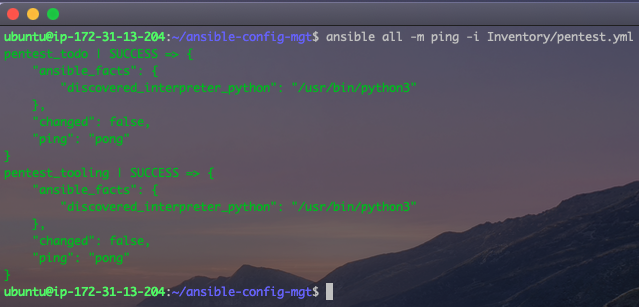 ubuntu@ip-172-31-13-204:~/ansible-config-mgt$ ansible all -m ping -i Inventory/pentest.yml
pentest_todo | SUCCESS => {
    "ansible_facts": {
        "discovered_interpreter_python": "/usr/bin/python3"
    },
    "changed": false,
    "ping": "pong"
}
pentest_tooling | SUCCESS => {
    "ansible_facts": {
        "discovered_interpreter_python": "/usr/bin/python3"
    },
    "changed": false,
    "ping": "pong"
}
ubuntu@ip-172-31-13-204:~/ansible-config-mgt$